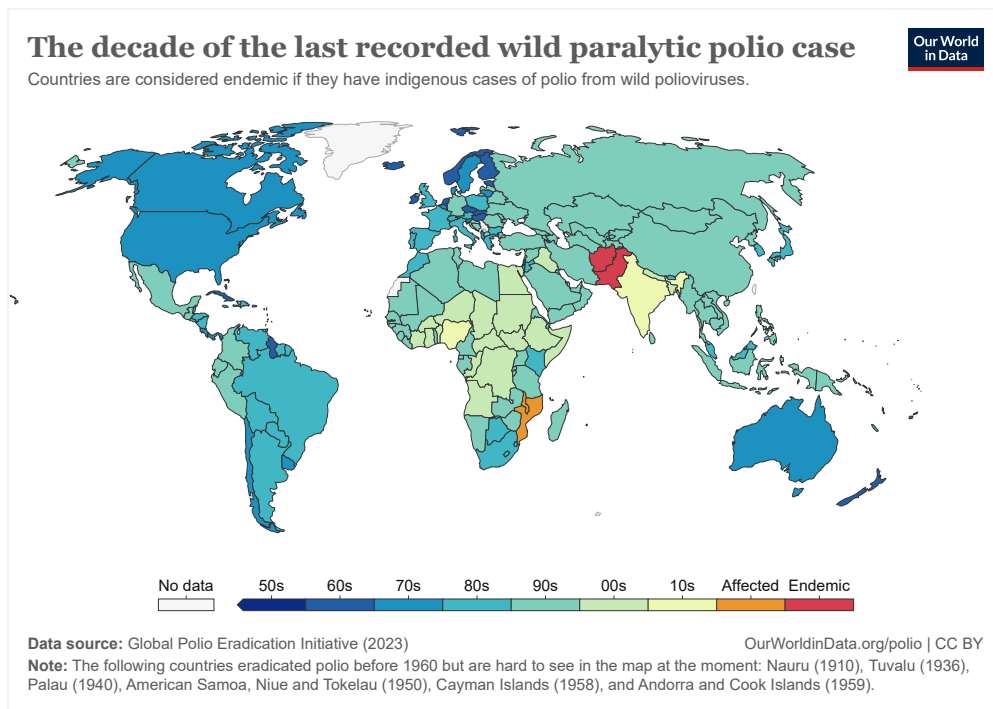 The decade of the last recorded wild paralytic polio case
Our World
in Data
Countries are considered endemic if they have indigenous cases of polio from wild polioviruses.
No data
50s
60s
70s
80s
90s
00s
10s
Affected
Endemic
Data source: Global Polio Eradication Initiative (2023)
OurWorldinData.org/polio | CC BY
Note: The following countries eradicated polio before 1960 but are hard to see in the map at the moment: Nauru (1910), Tuvalu (1936),
Palau (1940), American Samoa, Niue and Tokelau (1950), Cayman Islands (1958), and Andorra and Cook Islands (1959).